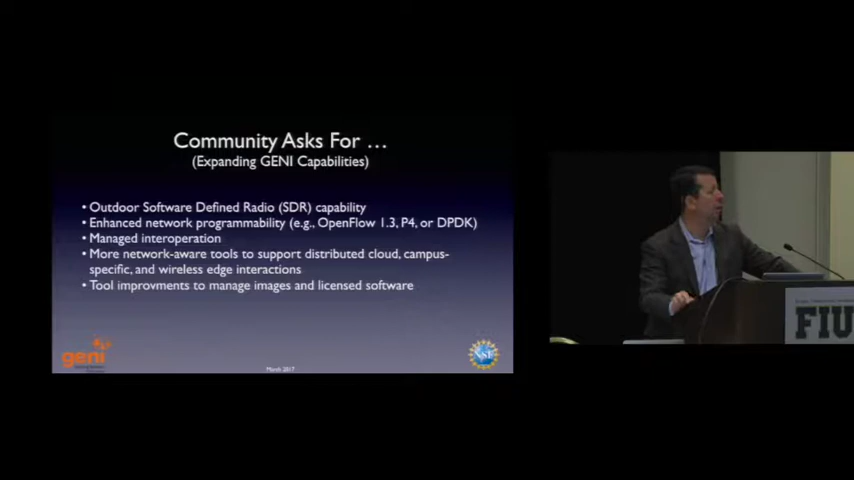 Community Asks For ...
(Expanding GENI Capabilities)
• Outdoor Software Defined Radio (SDR) capability
• Enhanced network programmability (e.g., OpenFlow 1.3, P4, or DPDK)
• Managed interoperation
• More network-aware tools to support distributed cloud, campus-
specific, and wireless edge interactions
• Tool improvments to manage images and licensed software
geni
March 2017
NSF
FIU